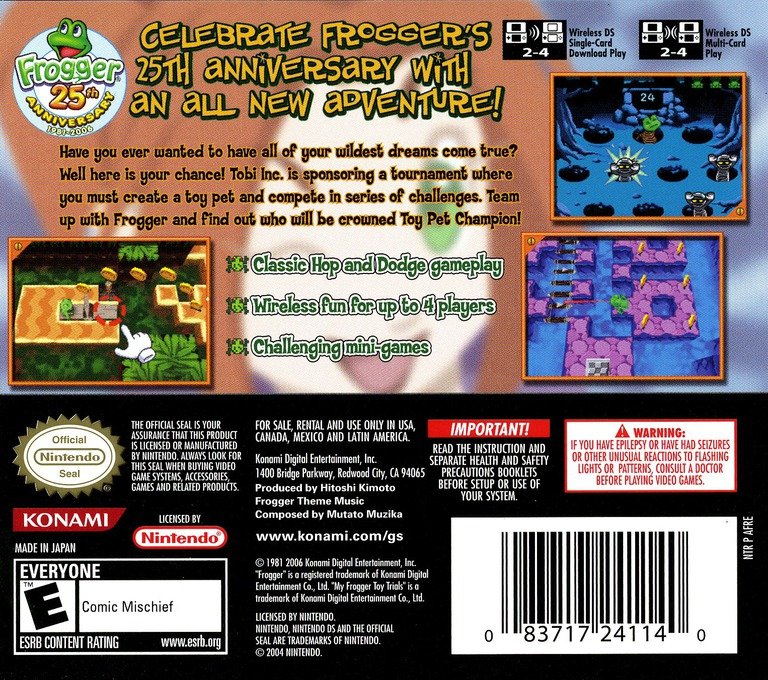 Frogger
25th
ANNIVERSARY
1981-2006
CELEBRATE FROGGER'S
25TH ANNIVERSARY WITH
AN ALL NEW ADVENTURE!
2-4
Wireless DS
Single-Card
Download Play
2-4
Wireless DS
Multi-Card
Play
Have you ever wanted to have all of your wildest dreams come true?
Well here is your chance! Tobi Inc. is sponsoring a tournament where
you must create a toy pet and compete in series of challenges. Team
up with Frogger and find out who will be crowned Toy Pet Champion!
24
Classic Hop and Dodge gameplay
Wireless fun for up to 4 players
Challenging mini-games
Official
Nintendo®
Seal
THE OFFICIAL SEAL IS YOUR
ASSURANCE THAT THIS PRODUCT
IS LICENSED OR MANUFACTURED
BY NINTENDO. ALWAYS LOOK FOR
THIS SEAL WHEN BUYING VIDEO
GAME SYSTEMS, ACCESSORIES,
GAMES AND RELATED PRODUCTS.
KONAMI
LICENSED BY
Nintendo®
MADE IN JAPAN
EVERYONE
E
TM
Comic Mischief
ESRB CONTENT RATING www.esrb.org
FOR SALE, RENTAL AND USE ONLY IN USA,
CANADA, MEXICO AND LATIN AMERICA.
Konami Digital Entertainment, Inc.
1400 Bridge Parkway, Redwood City, CA 94065
Produced by Hitoshi Kimoto
Frogger Theme Music
Composed by Mutato Muzika
www.konami.com/gs
© 1981 2006 Konami Digital Entertainment, Inc.
"Frogger" is a registered trademark of Konami Digital
Entertainment Co., Ltd. "My Frogger Toy Trials" is a
trademark of Konami Digital Entertainment Co., Ltd.
LICENSED BY NINTENDO.
NINTENDO, NINTENDO DS AND THE OFFICIAL
SEAL ARE TRADEMARKS OF NINTENDO.
© 2004 NINTENDO.
IMPORTANT!
READ THE INSTRUCTION AND
SEPARATE HEALTH AND SAFETY
PRECAUTIONS BOOKLETS
BEFORE SETUP OR USE OF
YOUR SYSTEM.
WARNING:
IF YOU HAVE EPILEPSY OR HAVE HAD SEIZURES
OR OTHER UNUSUAL REACTIONS TO FLASHING
LIGHTS OR PATTERNS, CONSULT A DOCTOR
BEFORE PLAYING VIDEO GAMES.
0 83717 24114 0
NTR P AFRE